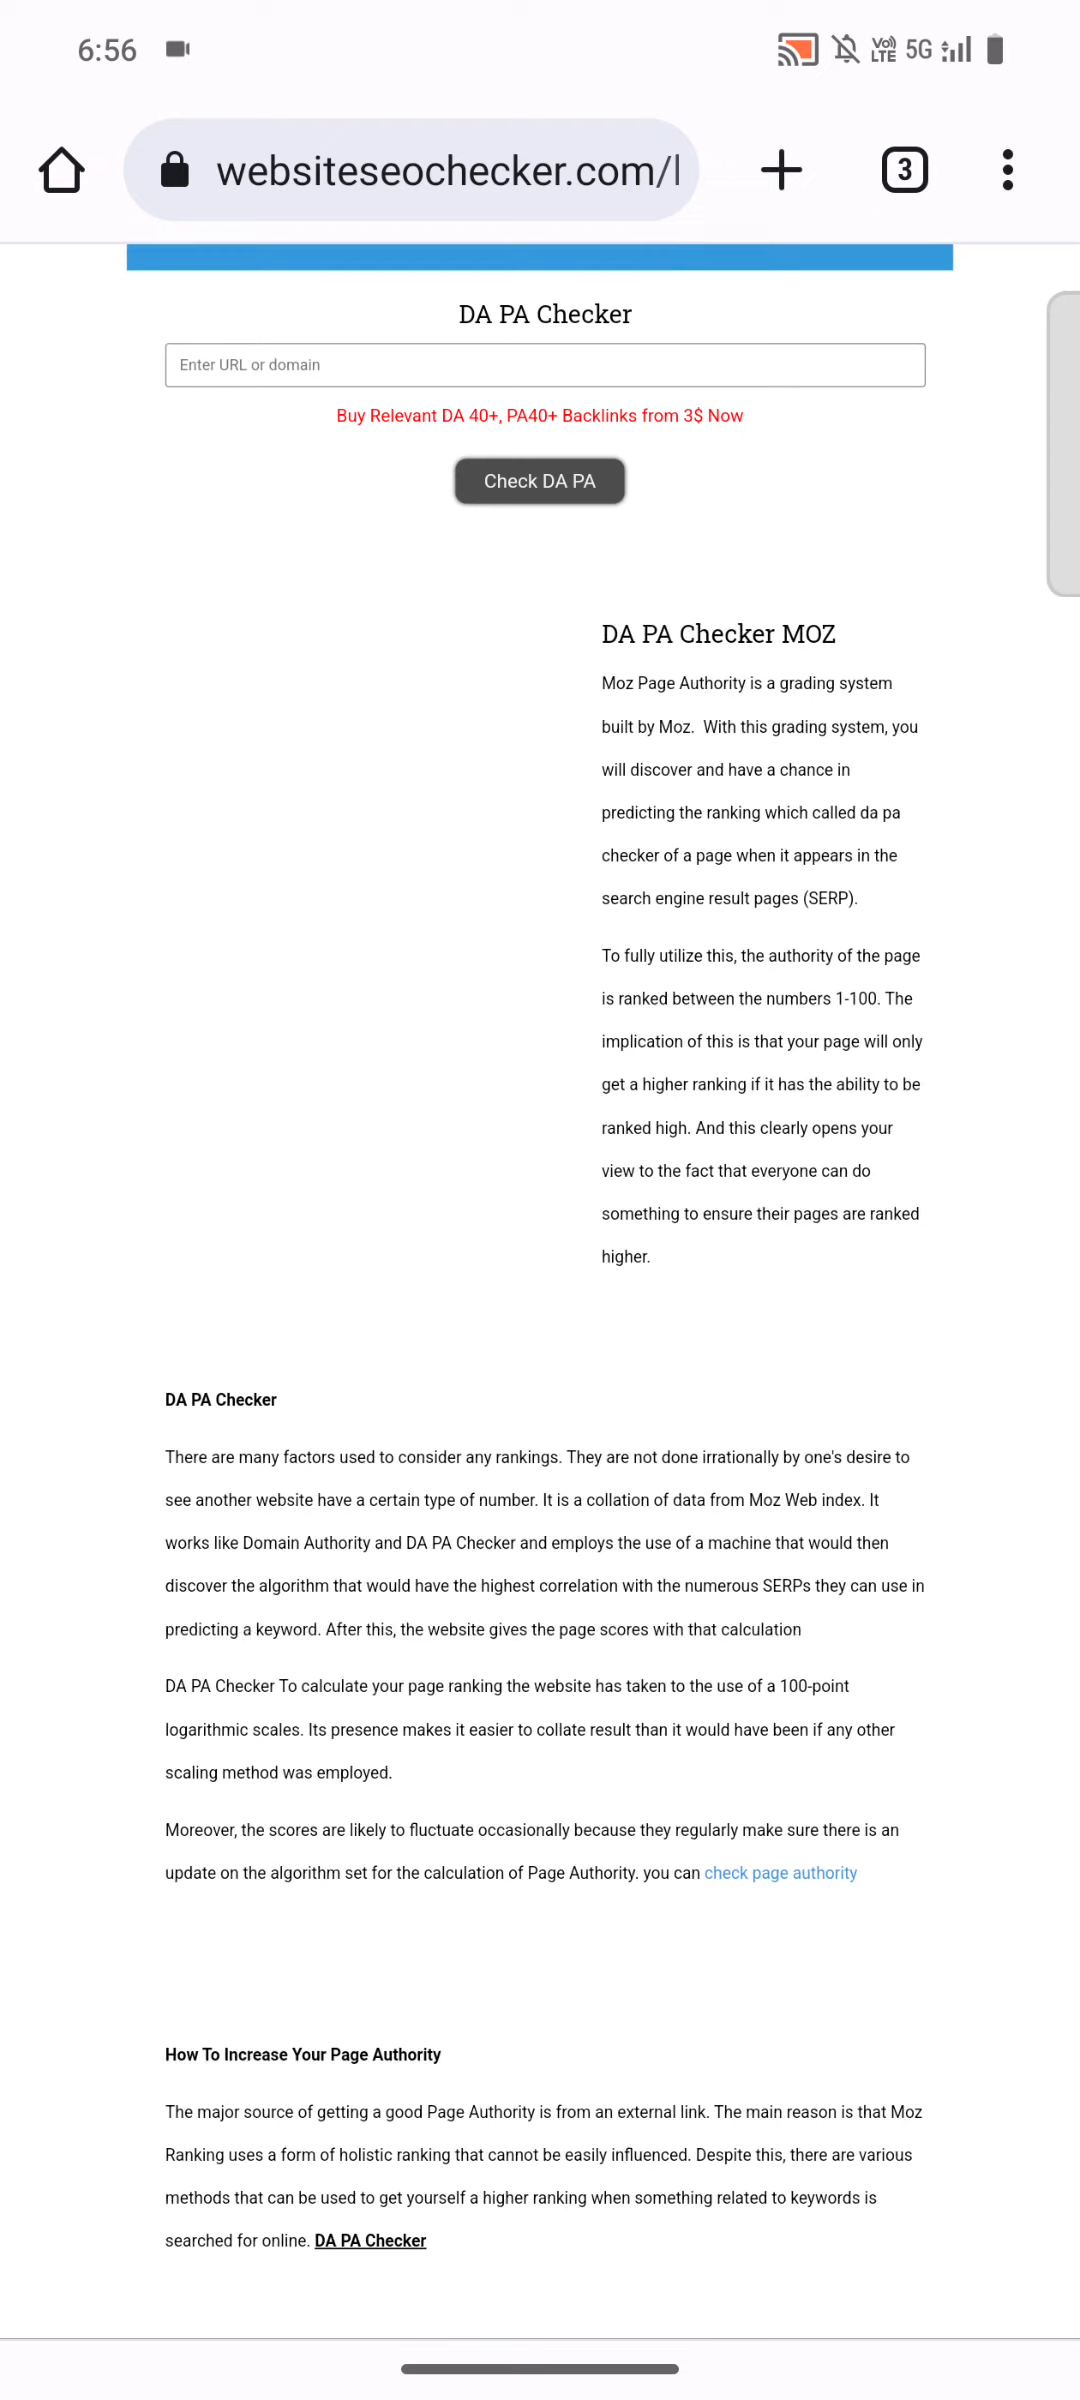 6:56
Vo)) LTE 5G
websiteseochecker.com/l
3
DA PA Checker
Enter URL or domain
Buy Relevant DA 40+, PA40+ Backlinks from 3$ Now
Check DA PA
DA PA Checker MOZ
Moz Page Authority is a grading system
built by Moz.  With this grading system, you
will discover and have a chance in
predicting the ranking which called da pa
checker of a page when it appears in the
search engine result pages (SERP).
To fully utilize this, the authority of the page
is ranked between the numbers 1-100. The
implication of this is that your page will only
get a higher ranking if it has the ability to be
ranked high. And this clearly opens your
view to the fact that everyone can do
something to ensure their pages are ranked
higher.
DA PA Checker
There are many factors used to consider any rankings. They are not done irrationally by one's desire to
see another website have a certain type of number. It is a collation of data from Moz Web index. It
works like Domain Authority and DA PA Checker and employs the use of a machine that would then
discover the algorithm that would have the highest correlation with the numerous SERPs they can use in
predicting a keyword. After this, the website gives the page scores with that calculation
DA PA Checker To calculate your page ranking the website has taken to the use of a 100-point
logarithmic scales. Its presence makes it easier to collate result than it would have been if any other
scaling method was employed.
Moreover, the scores are likely to fluctuate occasionally because they regularly make sure there is an
update on the algorithm set for the calculation of Page Authority. you can check page authority
How To Increase Your Page Authority
The major source of getting a good Page Authority is from an external link. The main reason is that Moz
Ranking uses a form of holistic ranking that cannot be easily influenced. Despite this, there are various
methods that can be used to get yourself a higher ranking when something related to keywords is
searched for online. DA PA Checker